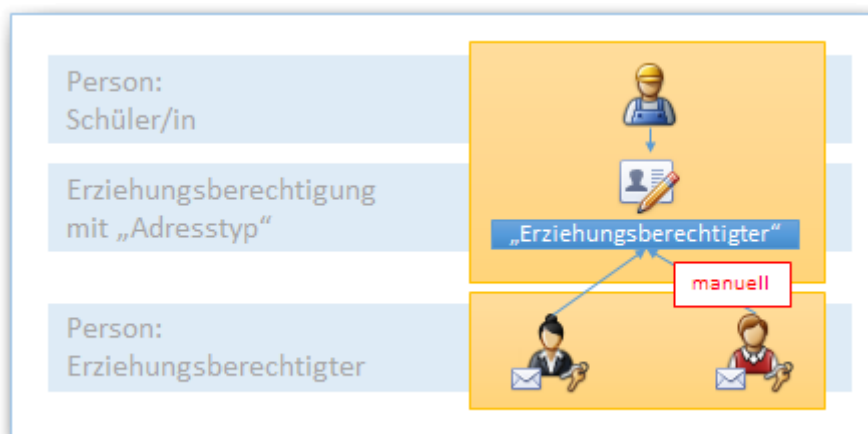 Person:
Schüler/in
Erziehungsberechtigung
mit „Adresstyp“
„Erziehungsberechtigter“
manuell
Person:
Erziehungsberechtigter